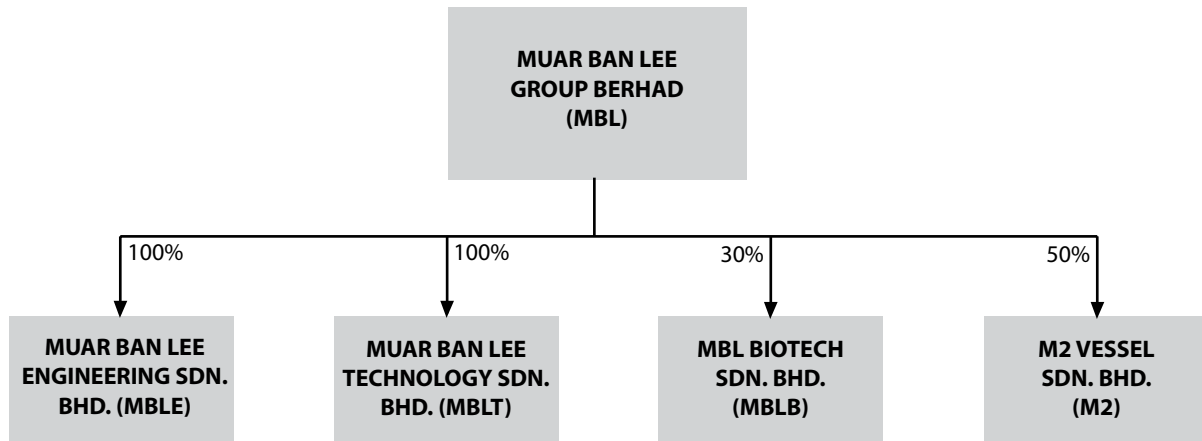 MUAR BAN LEE
GROUP BERHAD
(MBL)
100%
100%
30%
50%
MUAR BAN LEE
ENGINEERING SDN.
BHD. (MBLE)
MUAR BAN LEE
TECHNOLOGY SDN.
BHD. (MBLT)
MBL BIOTECH
SDN. BHD.
(MBLB)
M2 VESSEL
SDN. BHD.
(M2)